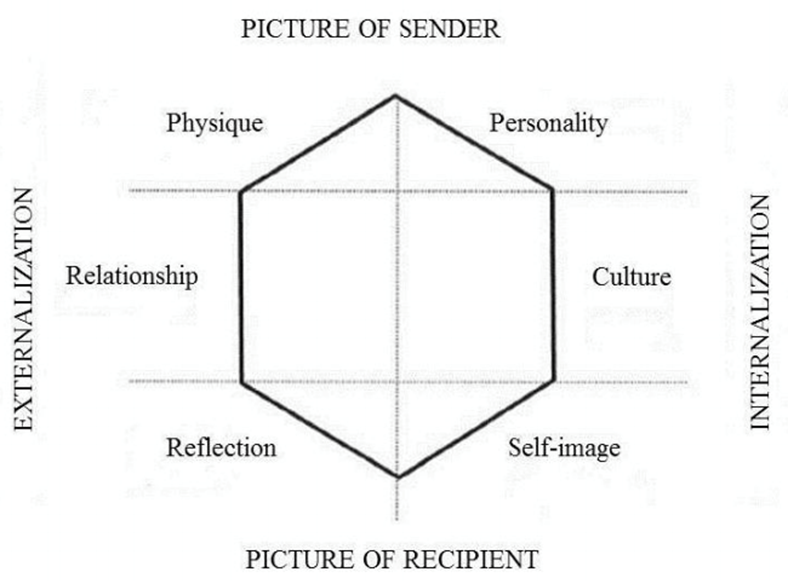 PICTURE OF SENDER
Physique
Personality
EXTERNALIZATION
Relationship
Culture
INTERNALIZATION
Reflection
Self-image
PICTURE OF RECIPIENT